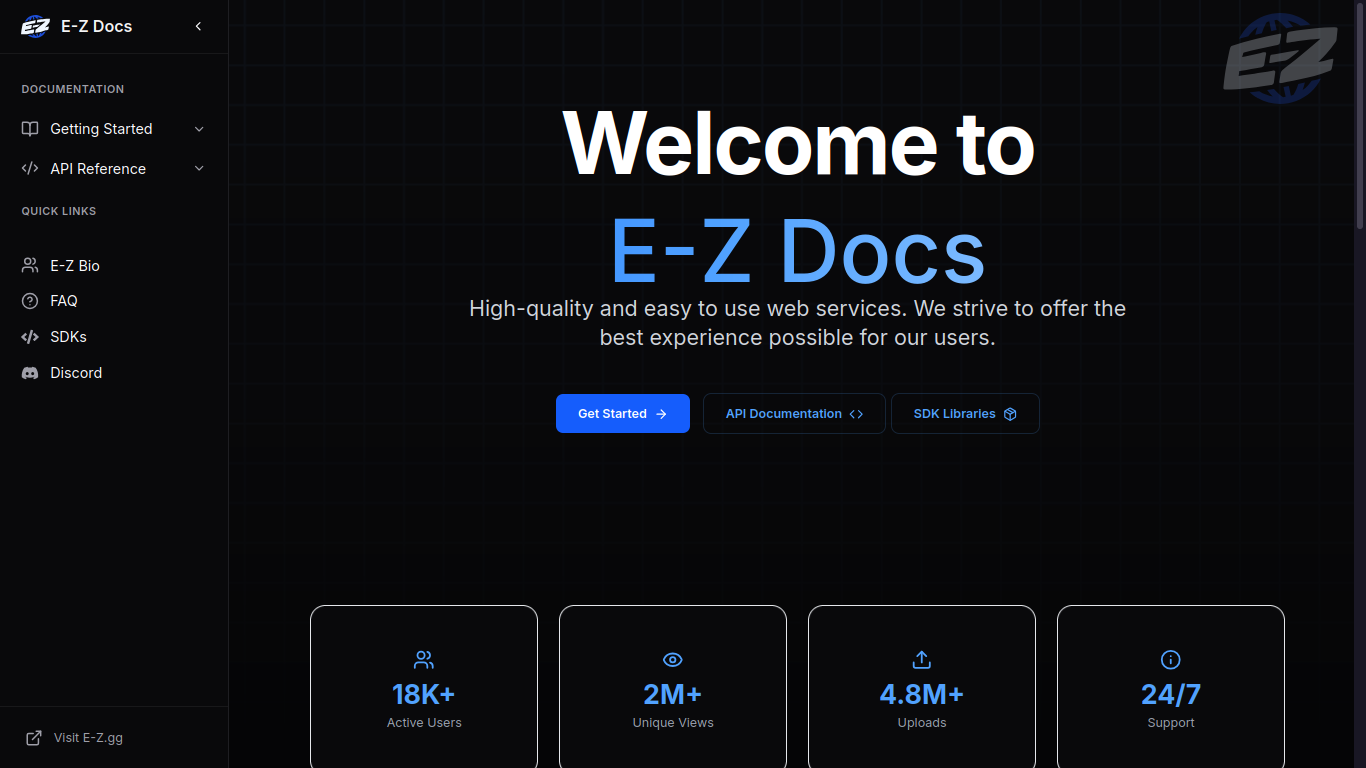 E-Z
E-Z Docs
DOCUMENTATION
Getting Started
API Reference
QUICK LINKS
E-Z Bio
FAQ
SDKs
Discord
Visit E-Z.gg
E-Z
Welcome to
E-Z Docs
High-quality and easy to use web services. We strive to offer the
best experience possible for our users.
Get Started
API Documentation
SDK Libraries
18K+
Active Users
2M+
Unique Views
4.8M+
Uploads
24/7
Support